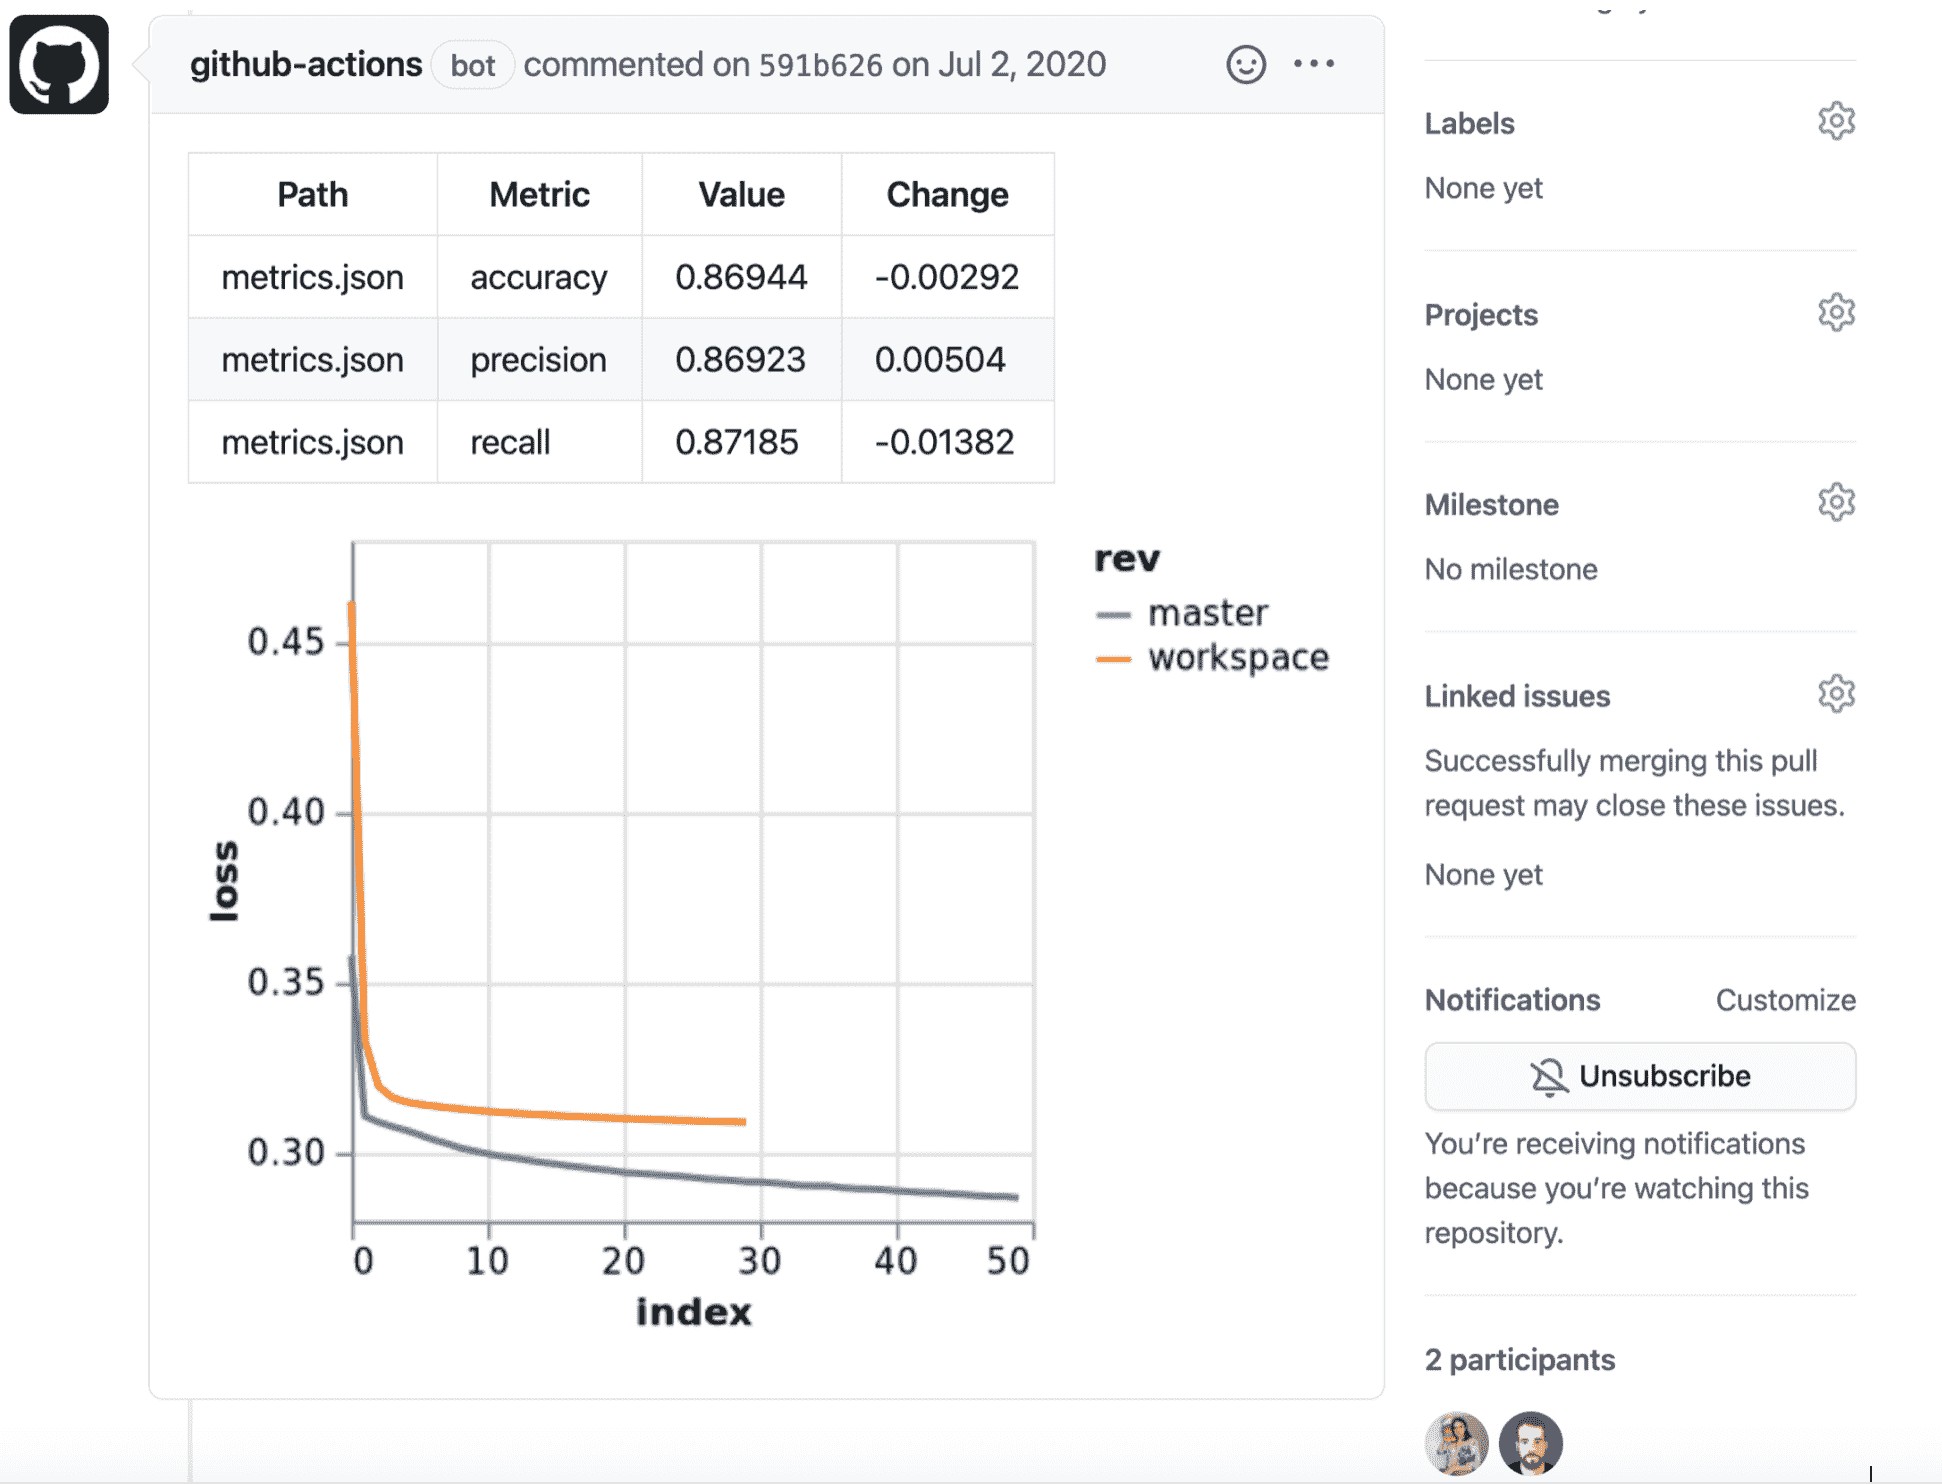 github-actions bot commented on 591b626 on Jul 2, 2020
Path Metric Value Change
metrics.json accuracy 0.86944 -0.00292
metrics.json precision 0.86923 0.00504
metrics.json recall 0.87185 -0.01382
rev
master
workspace
0.45
0.40
0.35
0.30
loss
0 10 20 30 40 50
index
Labels
None yet
Projects
None yet
Milestone
No milestone
Linked issues
Successfully merging this pull
request may close these issues.
None yet
Notifications Customize
Unsubscribe
You’re receiving notifications
because you’re watching this
repository.
2 participants